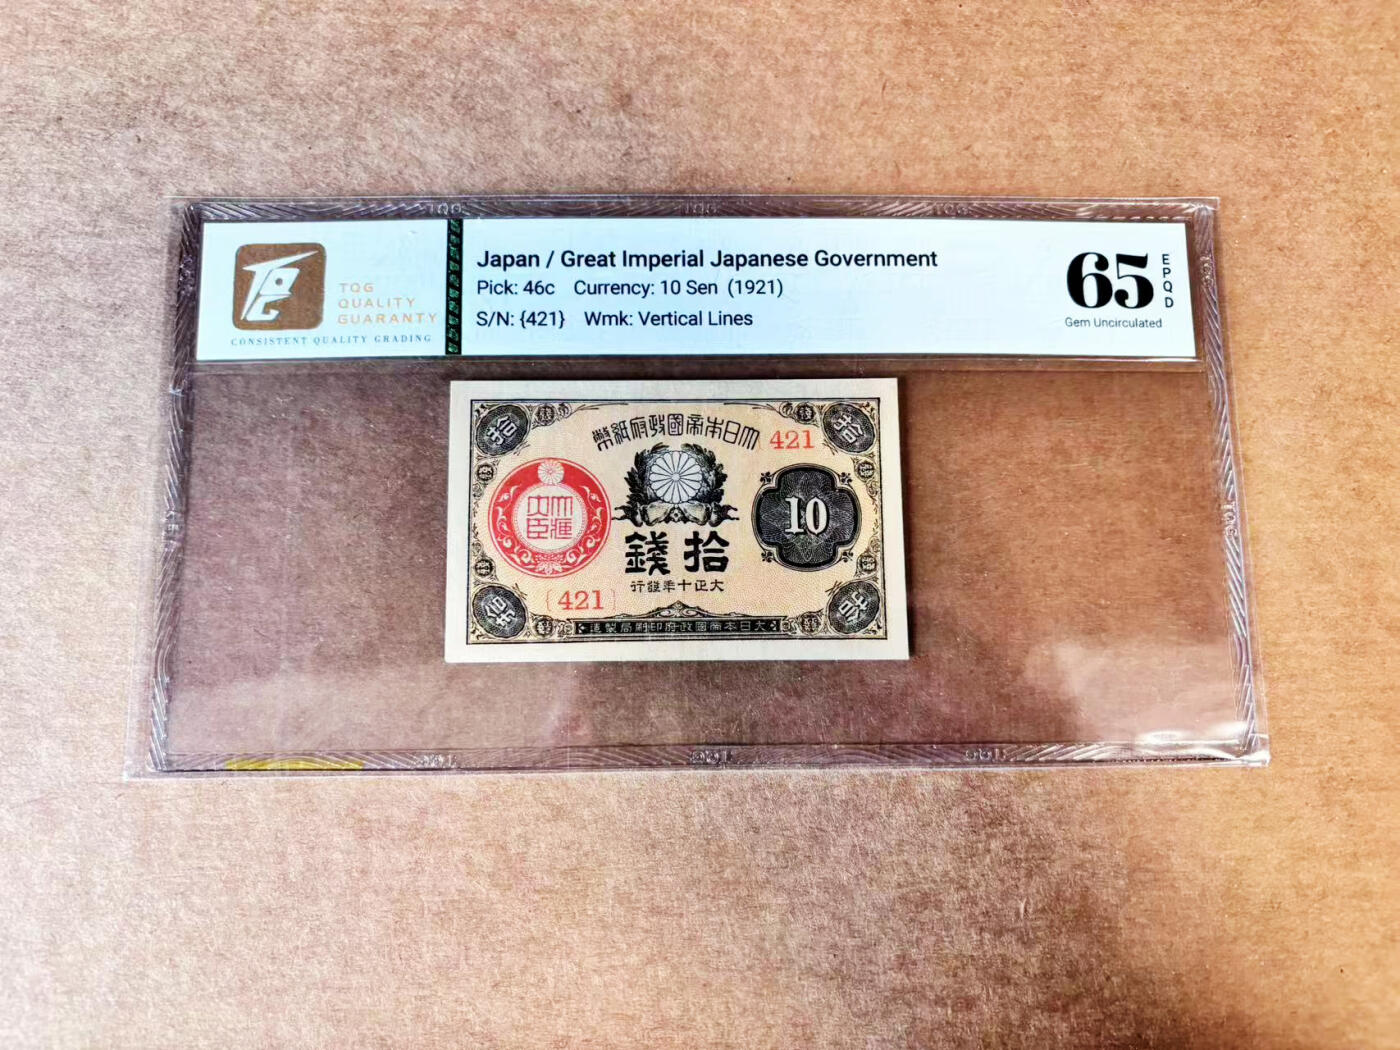 TQG
QUALITY
GUARANTY
CONSISTENT QUALITY GRADING
Japan / Great Imperial Japanese Government
Pick: 46c Currency: 10 Sen (1921)
S/N: {421} Wmk: Vertical Lines
65
EPQD
Gem Uncirculated
幣紙府政國帝本日大
421
大臣
大藏
10
錢拾
行發年十正大
{421}
造製局刷印府政國帝本日大